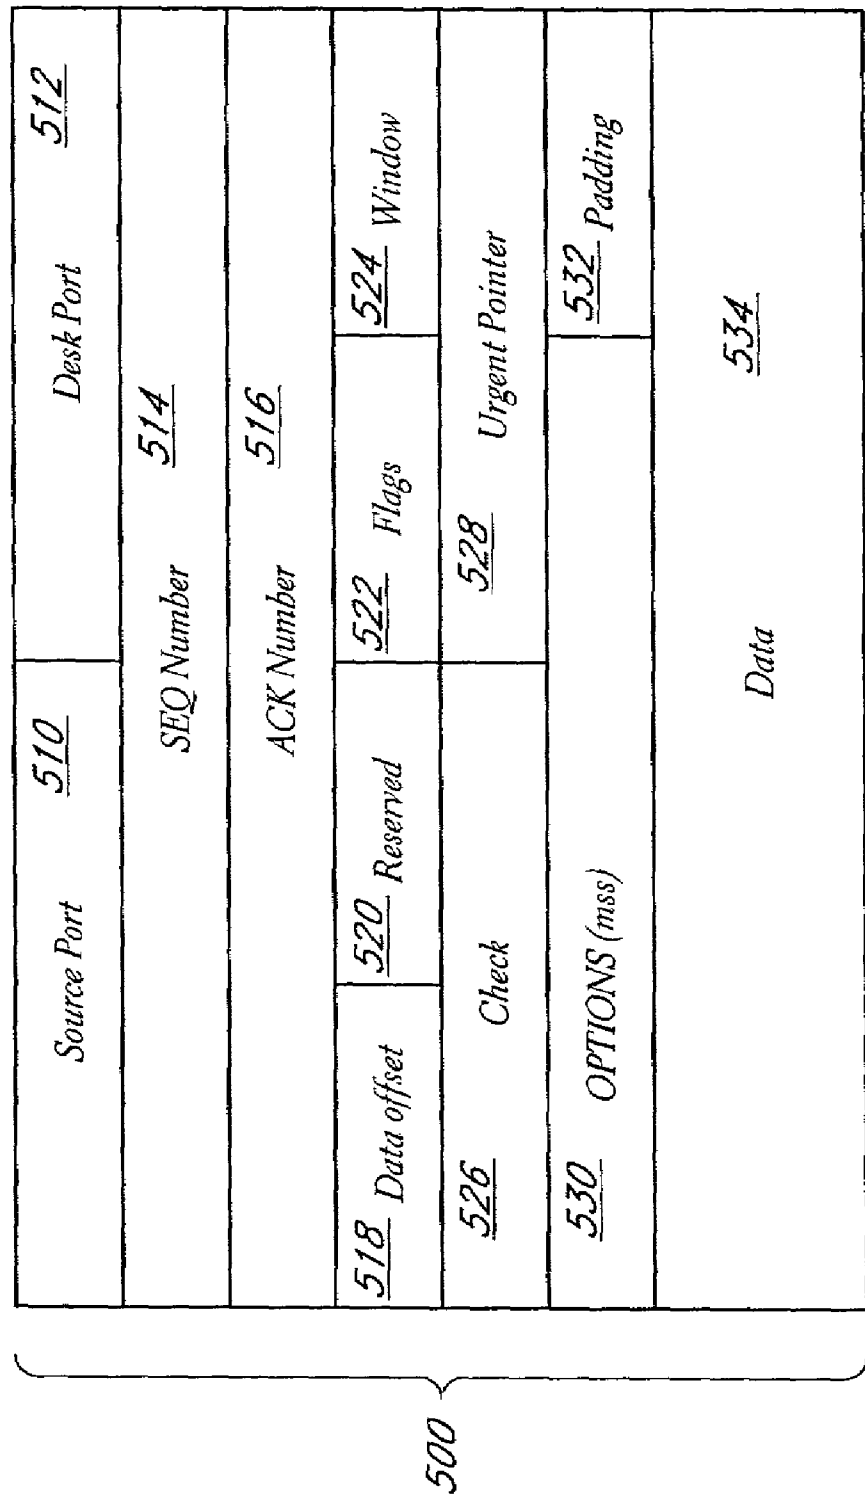 Source Port 510 Desk Port 512
SEQ Number 514
ACK Number 516
518 Data offset 520 Reserved 522 Flags 524 Window
526 Check 528 Urgent Pointer
530 OPTIONS (mss) 532 Padding
Data 534
500